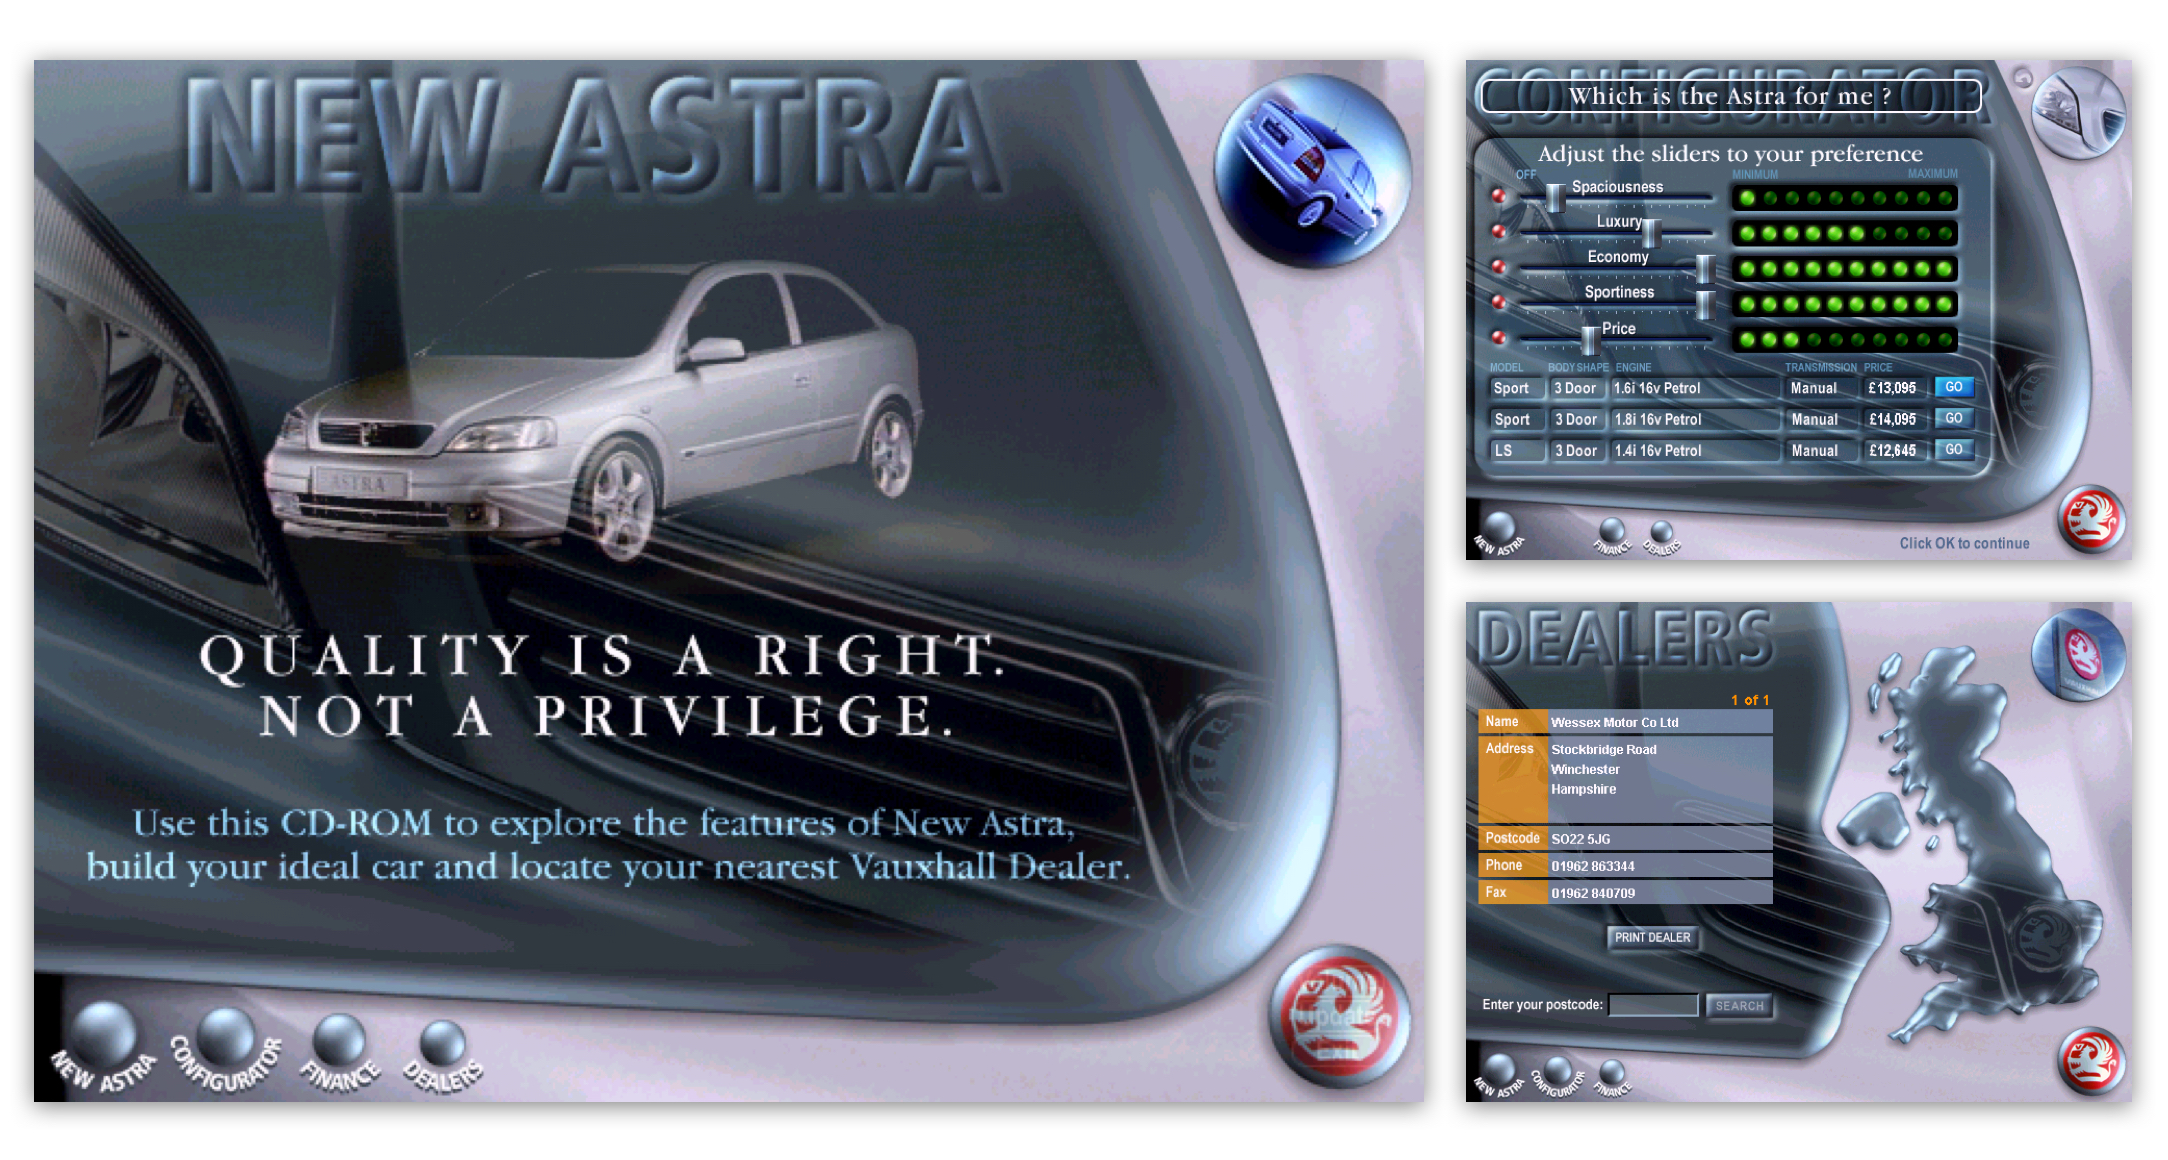 NEW ASTRA
ASTRA
QUALITY IS A RIGHT.
NOT A PRIVILEGE.
Use this CD-ROM to explore the features of New Astra,
build your ideal car and locate your nearest Vauxhall Dealer.
NEW ASTRA
CONFIGURATOR
FINANCE
DEALERS
EXIT
CONFIGURATOR
Which is the Astra for me ?
Adjust the sliders to your preference
OFF
MINIMUM MAXIMUM
Spaciousness
Luxury
Economy
Sportiness
Price
MODEL BODY SHAPE ENGINE TRANSMISSION PRICE
Sport 3 Door 1.6i 16v Petrol Manual £13,095 GO
Sport 3 Door 1.8i 16v Petrol Manual £14,095 GO
LS 3 Door 1.4i 16v Petrol Manual £12,645 GO
NEW ASTRA
FINANCE
DEALERS
Click OK to continue
DEALERS
1 of 1
Name Wessex Motor Co Ltd
Address Stockbridge Road
Winchester
Hampshire
Postcode SO22 5JG
Phone 01962 863344
Fax 01962 840709
PRINT DEALER
Enter your postcode: SEARCH
NEW ASTRA
CONFIGURATOR
FINANCE